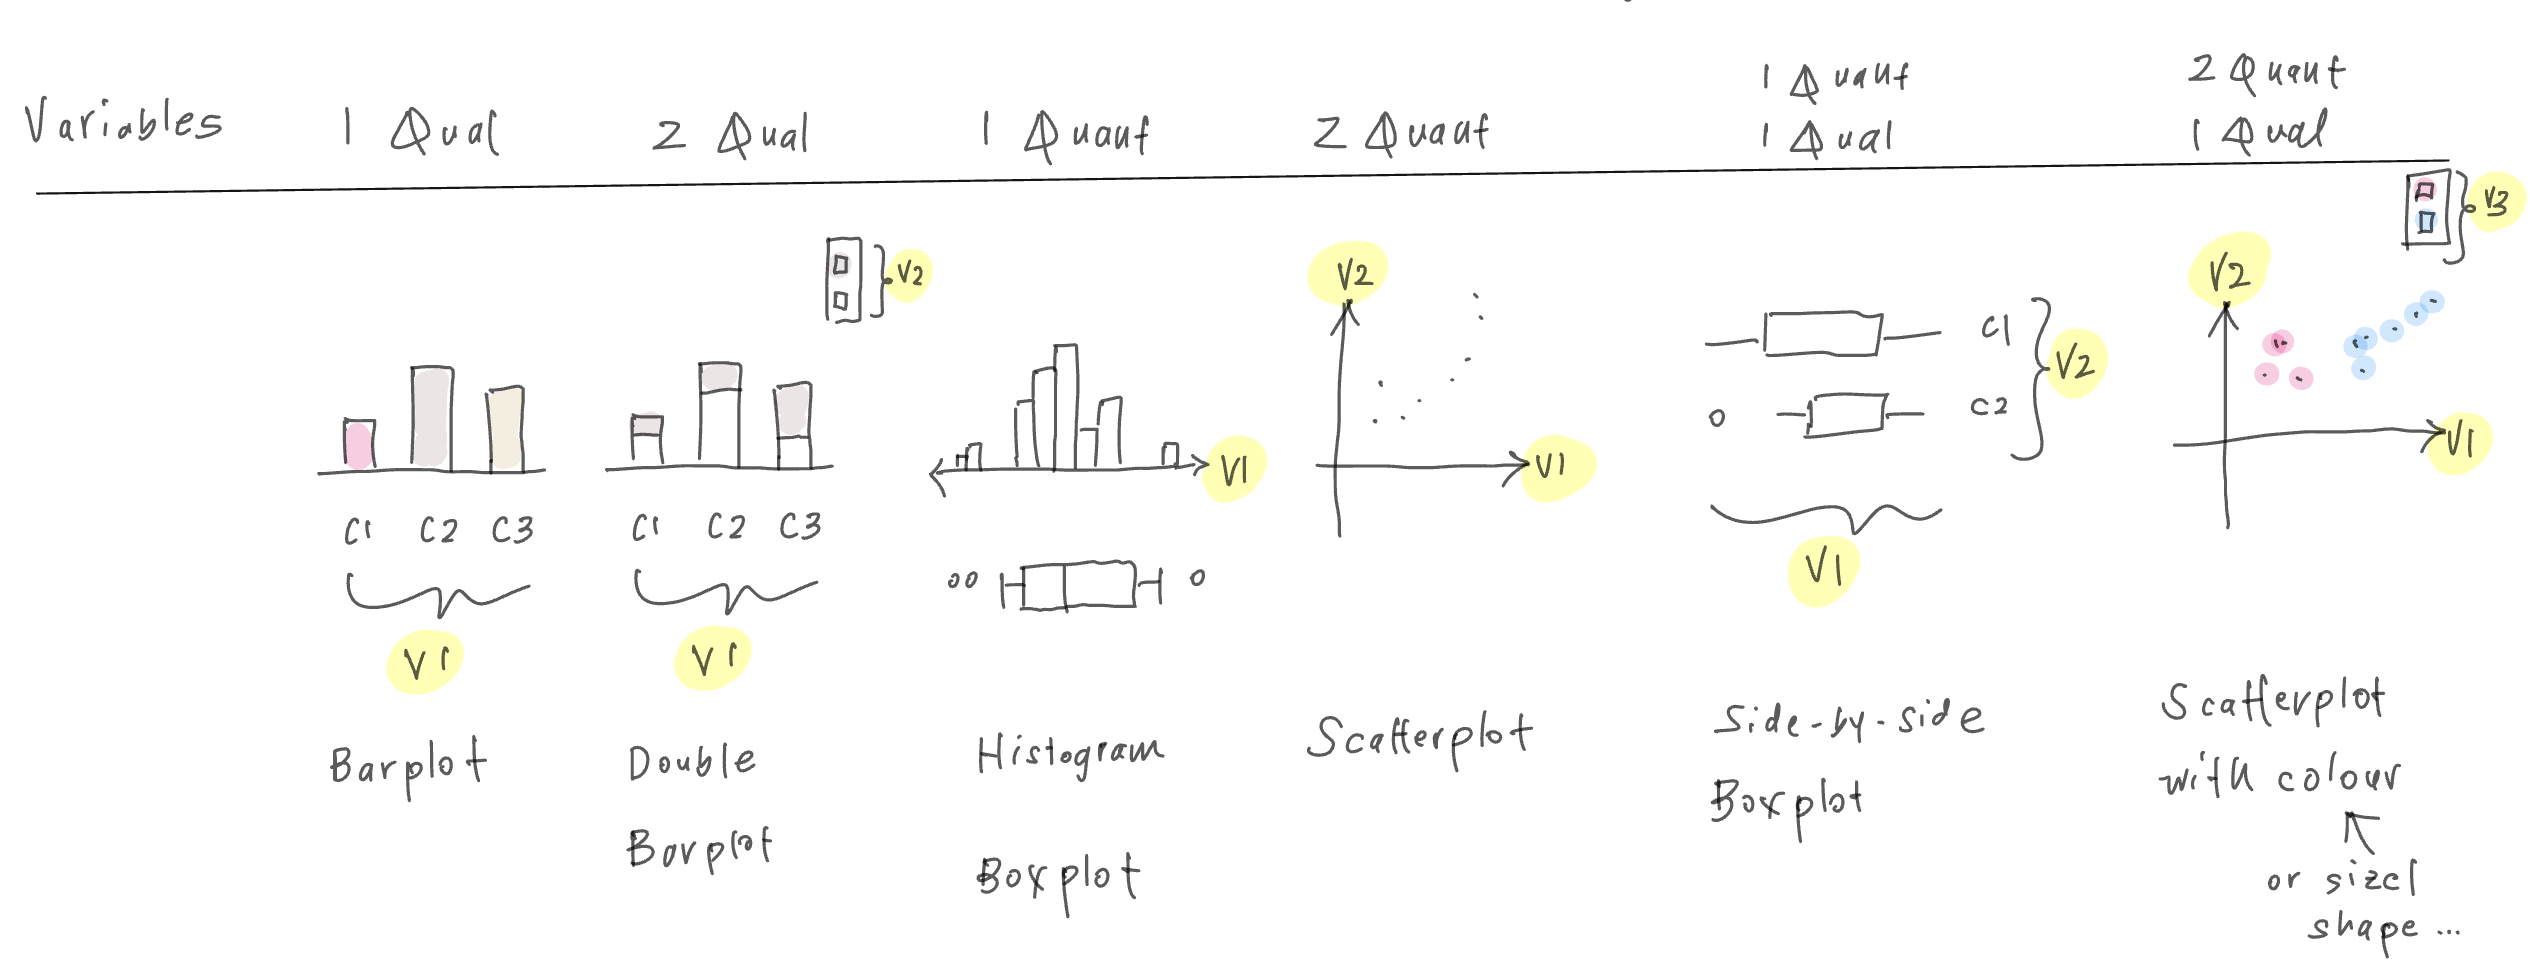 Variables
1 Qual
2 Qual
1 Quant
2 Quant
1 Quant
1 Qual
2 Quant
1 Qual
C1 C2 C3
V1
Barplot
V2
C1 C2 C3
V1
Double
Barplot
V1
Histogram
Boxplot
V2
V1
Scatterplot
C1
C2
V2
V1
Side-by-side
Boxplot
V3
V2
V1
Scatterplot
with colour
or size/
shape ...